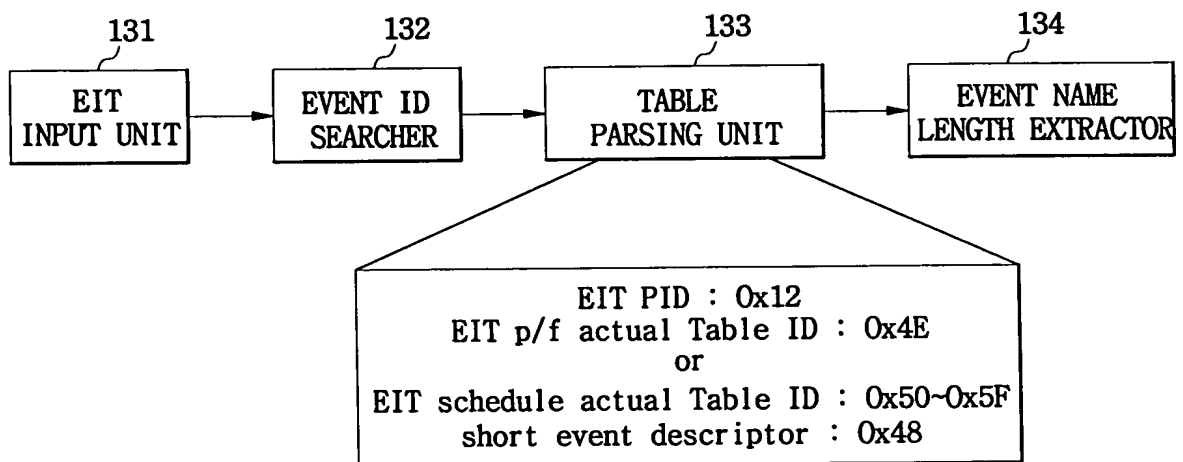 131
132
133
134
EIT
INPUT UNIT
EVENT ID
SEARCHER
TABLE
PARSING UNIT
EVENT NAME
LENGTH EXTRACTOR
EIT PID : 0x12
EIT p/f actual Table ID : 0x4E
or
EIT schedule actual Table ID : 0x50~0x5F
short event descriptor : 0x48